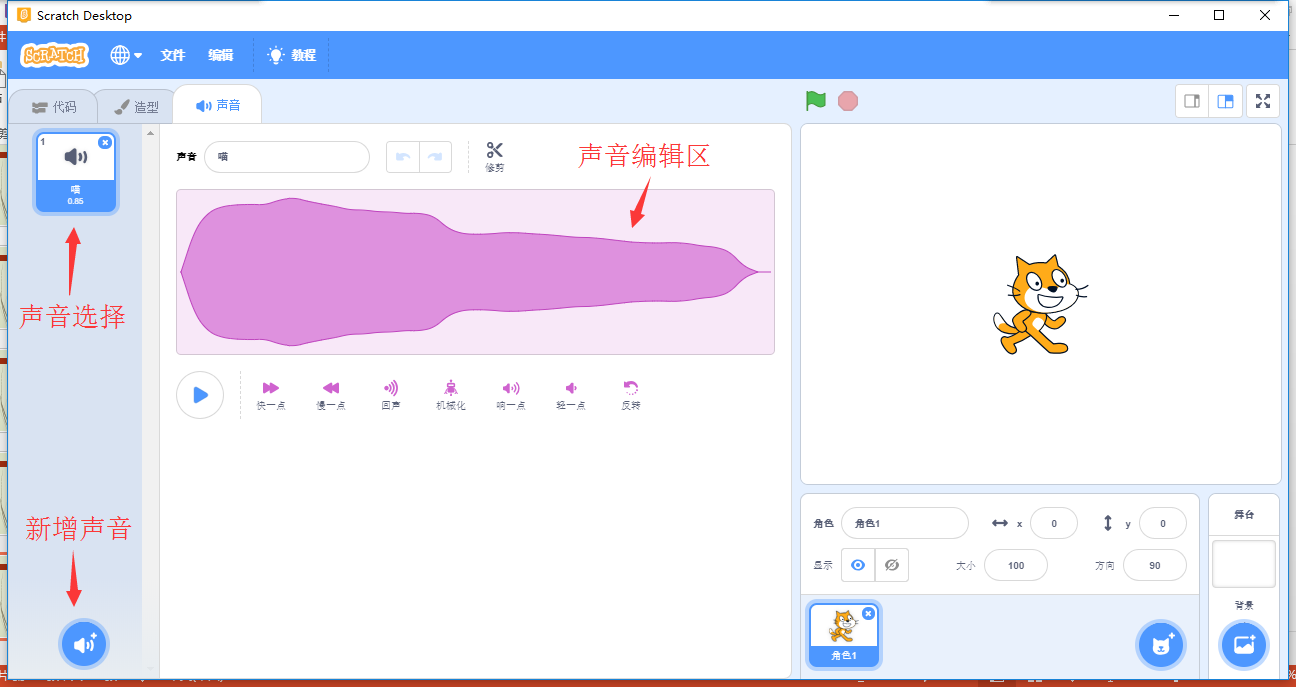 Scratch Desktop
SCRATCH
文件 编辑 教程
代码 造型 声音
1
喵
0.85
声音 喵 修剪
声音编辑区
声音选择
快一点 慢一点 回声 机械化 响一点 轻一点 反转
新增声音
角色 角色1 x 0 y 0
显示 大小 100 方向 90
角色1
舞台
背景